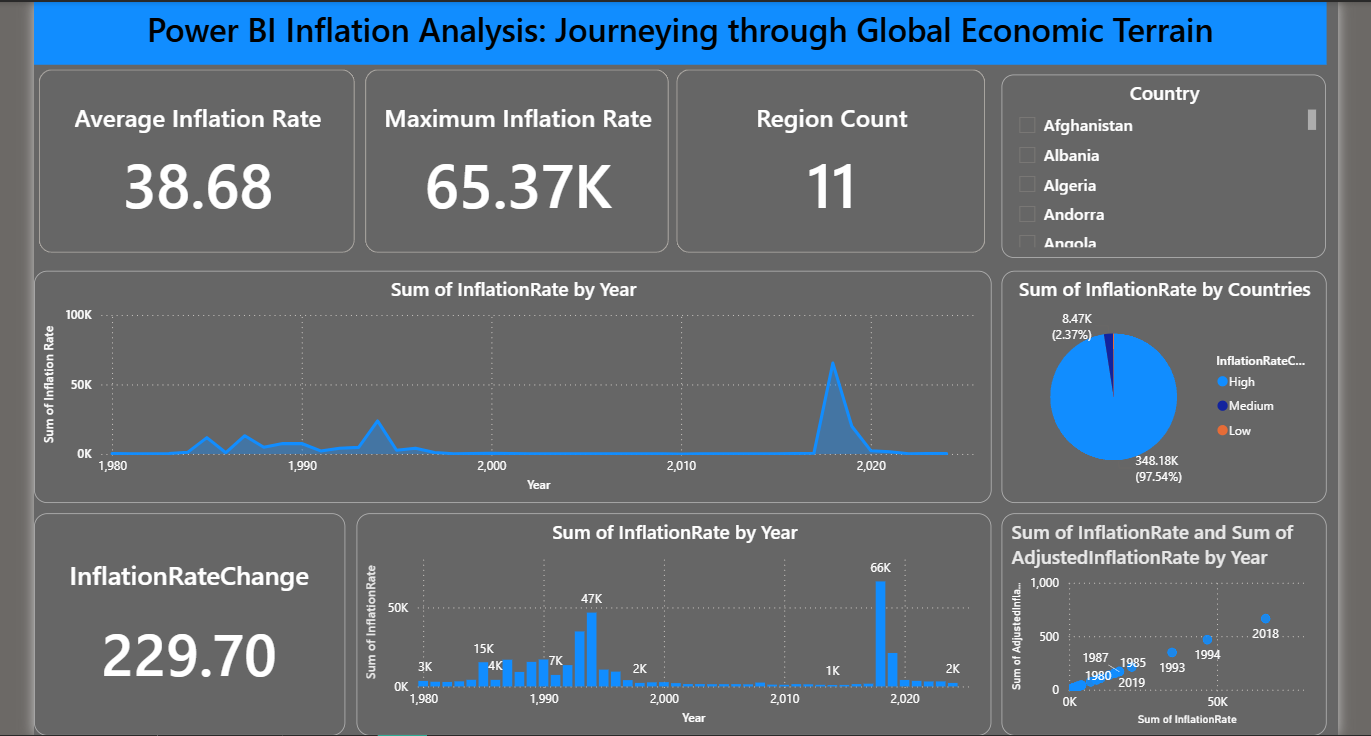 Power BI Inflation Analysis: Journeying through Global Economic Terrain
Average Inflation Rate
38.68
Maximum Inflation Rate
65.37K
Region Count
11
Country
Afghanistan
Albania
Algeria
Andorra
Angola
Sum of InflationRate by Year
Sum of Inflation Rate
100K
50K
0K
1,980
1,990
2,000
2,010
2,020
Year
Sum of InflationRate by Countries
8.47K
(2.37%)
348.18K
(97.54%)
InflationRateC...
High
Medium
Low
InflationRateChange
229.70
Sum of InflationRate by Year
Sum of InflationRate
50K
0K
3K
15K
4K
7K
47K
2K
1K
66K
2K
1,980
1,990
2,000
2,010
2,020
Year
Sum of InflationRate and Sum of
AdjustedInflationRate by Year
Sum of AdjustedInfla...
1,000
500
0
1987
1985
1980
2019
1993
1994
2018
0K
50K
Sum of InflationRate